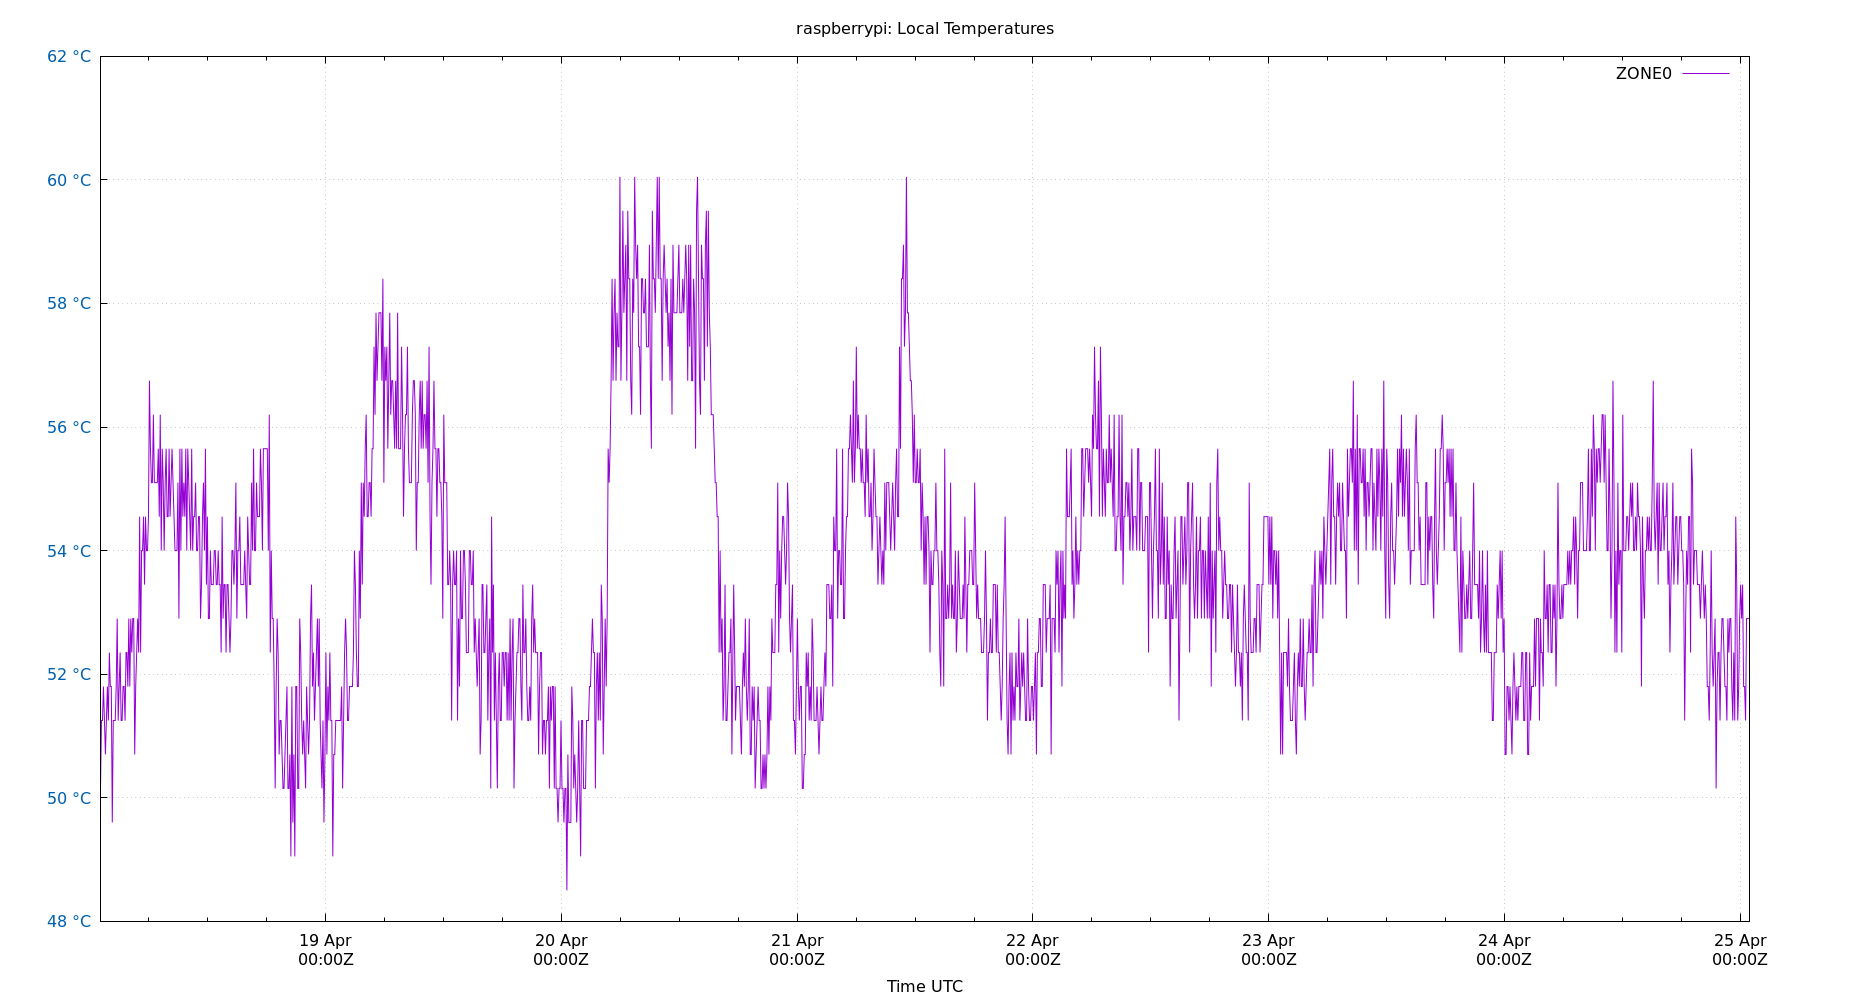 raspberrypi: Local Temperatures
62 °C
ZONE0
60 °C
58 °C
56 °C
54 °C
52 °C
50 °C
48 °C
19 Apr 20 Apr 21 Apr 22 Apr 23 Apr 24 Apr 25 Apr
00:00Z 00:00Z 00:00Z 00:00Z 00:00Z 00:00Z 00:00Z
Time UTC